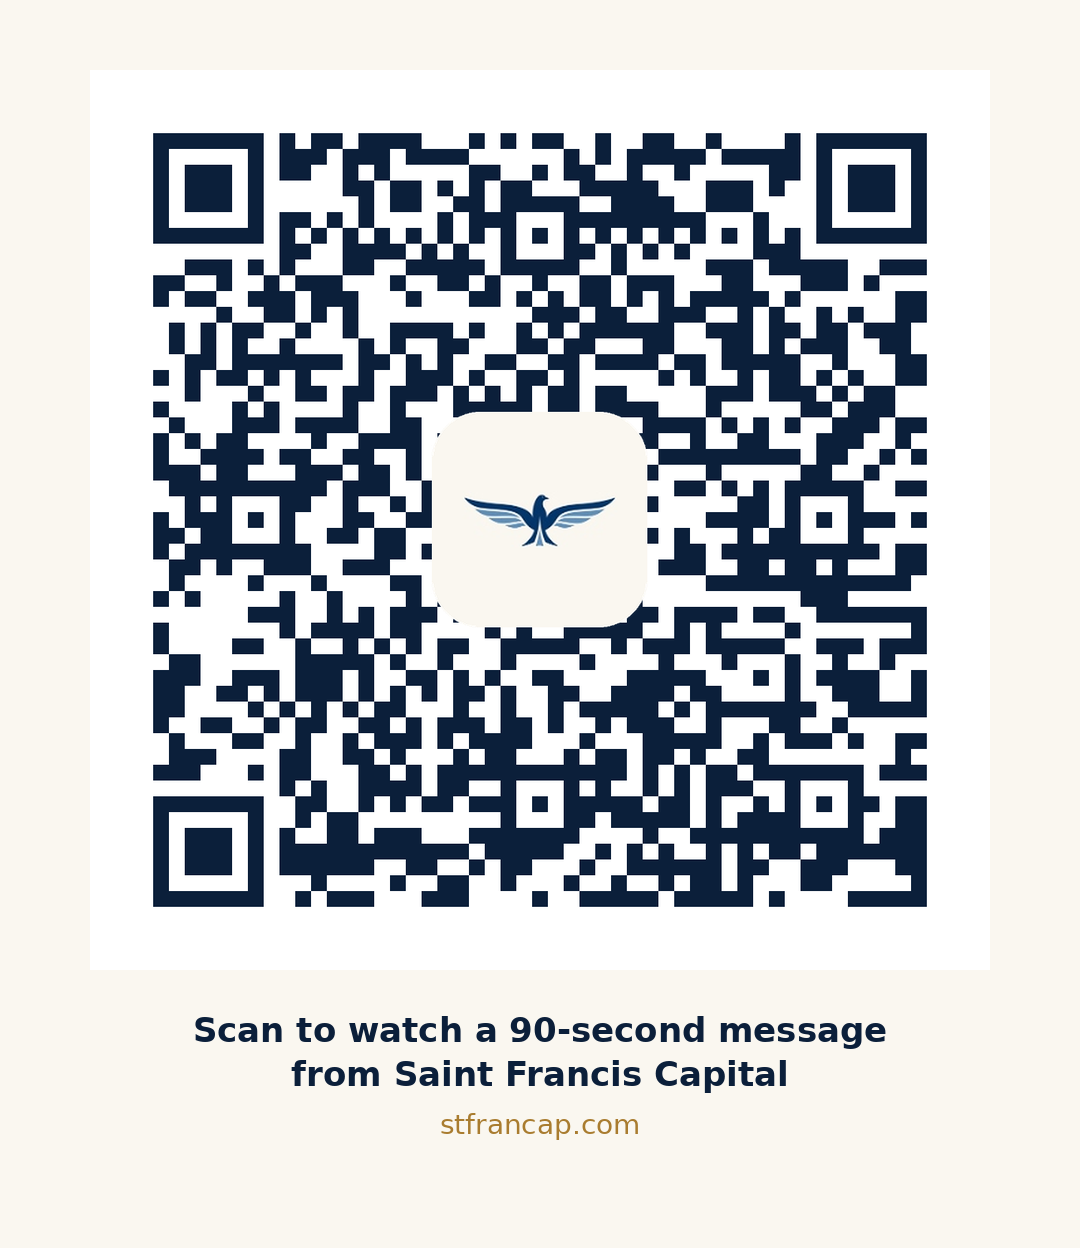 Scan to watch a 90-second message
from Saint Francis Capital
stfrancap.com